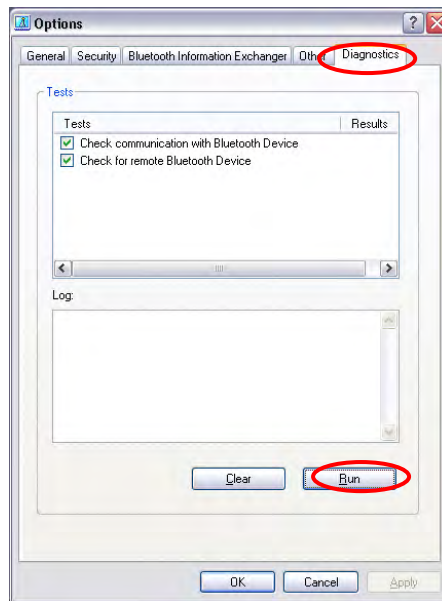 Options
General Security Bluetooth Information Exchanger Other Diagnostics
Tests
Tests Results
Check communication with Bluetooth Device
Check for remote Bluetooth Device
Log:
Clear Run
OK Cancel Apply